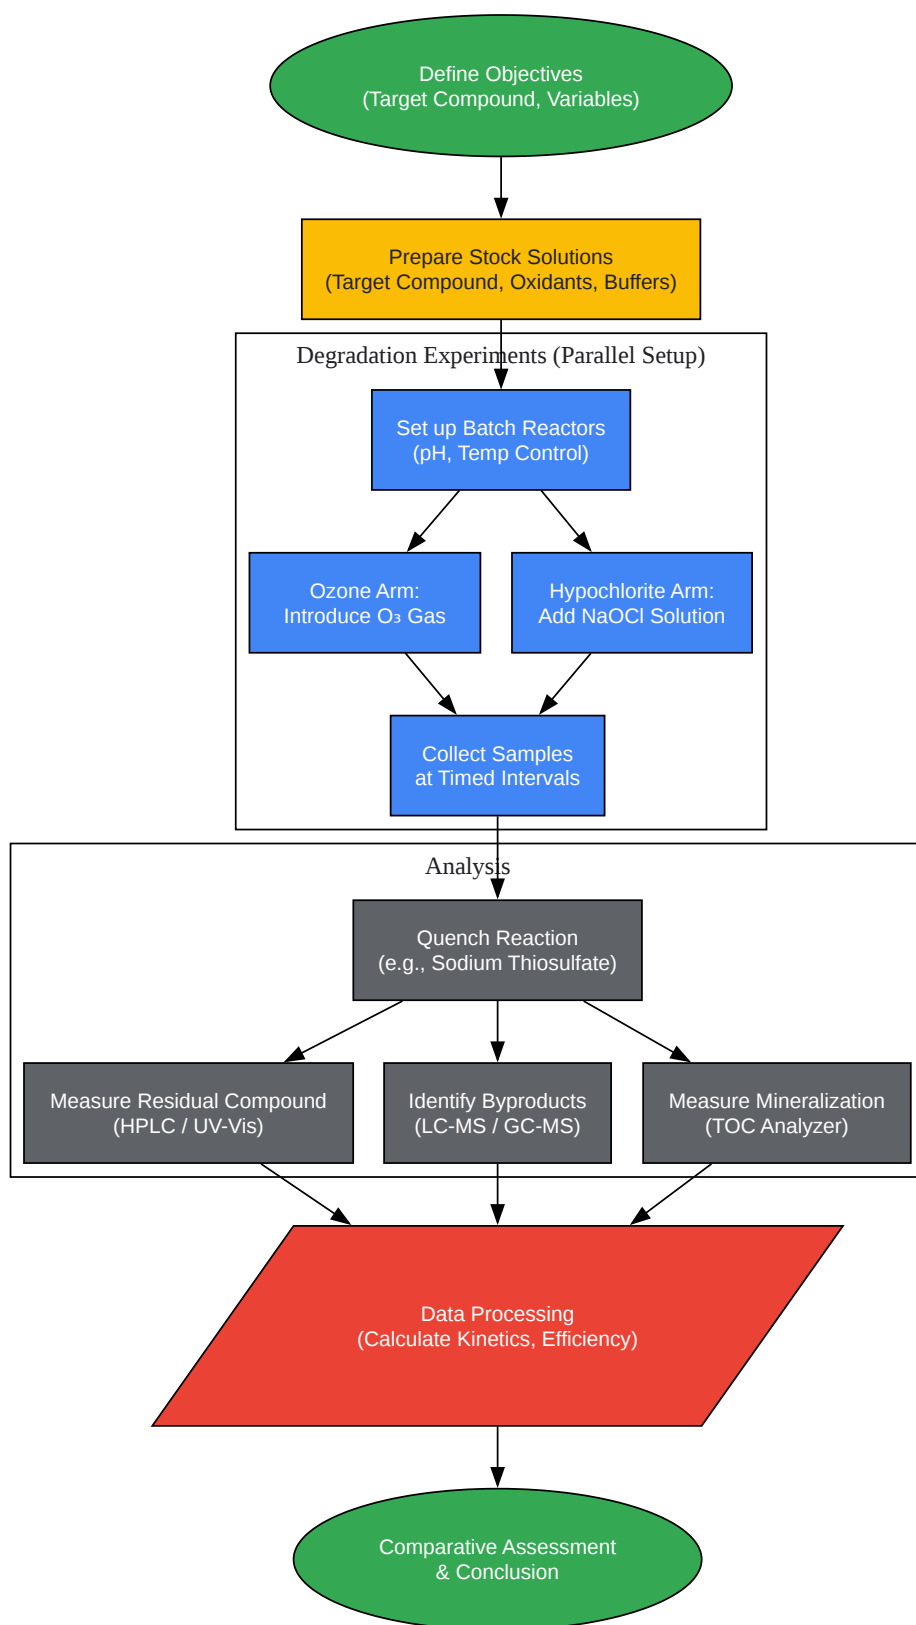 Define Objectives
(Target Compound, Variables)
Prepare Stock Solutions
(Target Compound, Oxidants, Buffers)
Degradation Experiments (Parallel Setup)
Set up Batch Reactors
(pH, Temp Control)
Ozone Arm:
Introduce O₃ Gas
Hypochlorite Arm:
Add NaOCl Solution
Collect Samples
at Timed Intervals
Analysis
Quench Reaction
(e.g., Sodium Thiosulfate)
Measure Residual Compound
(HPLC / UV-Vis)
Identify Byproducts
(LC-MS / GC-MS)
Measure Mineralization
(TOC Analyzer)
Data Processing
(Calculate Kinetics, Efficiency)
Comparative Assessment
& Conclusion